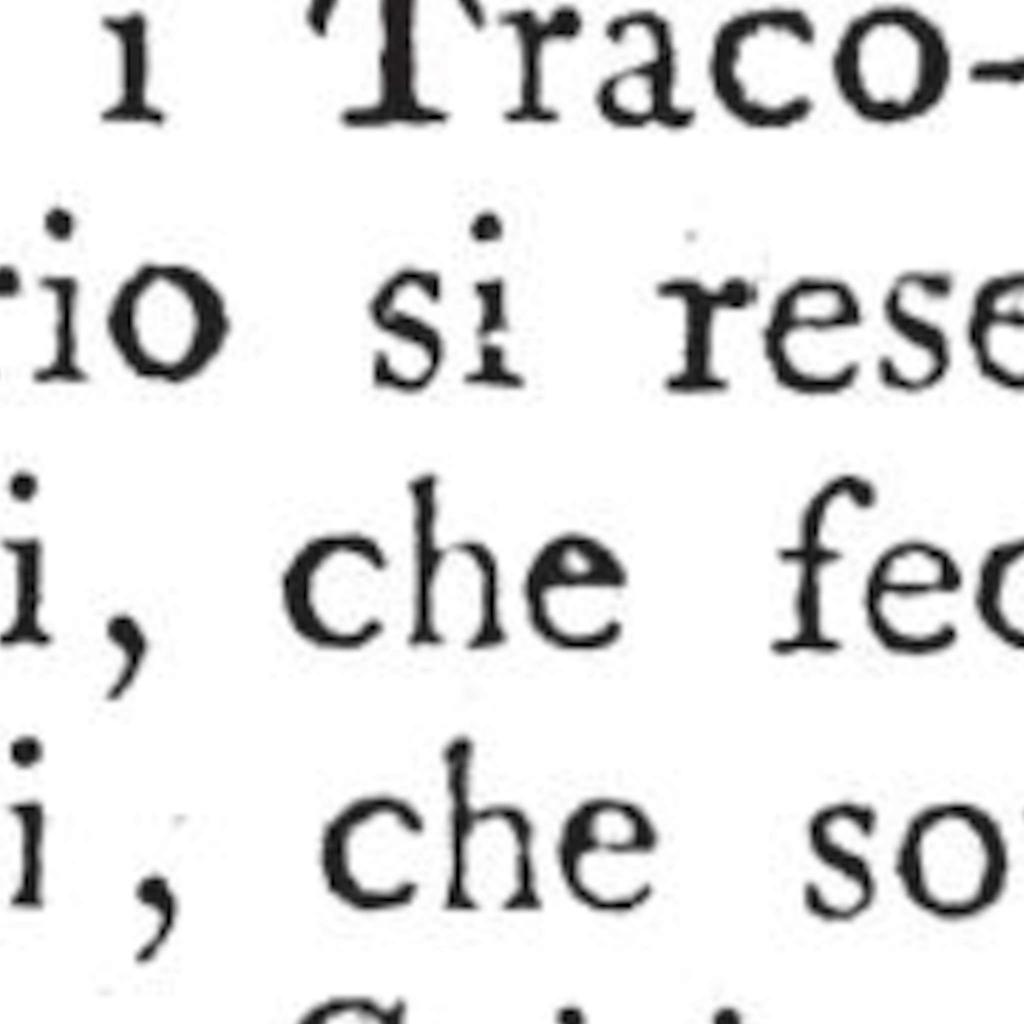 i Traco-
rio si rese
i, che fec
i, che so